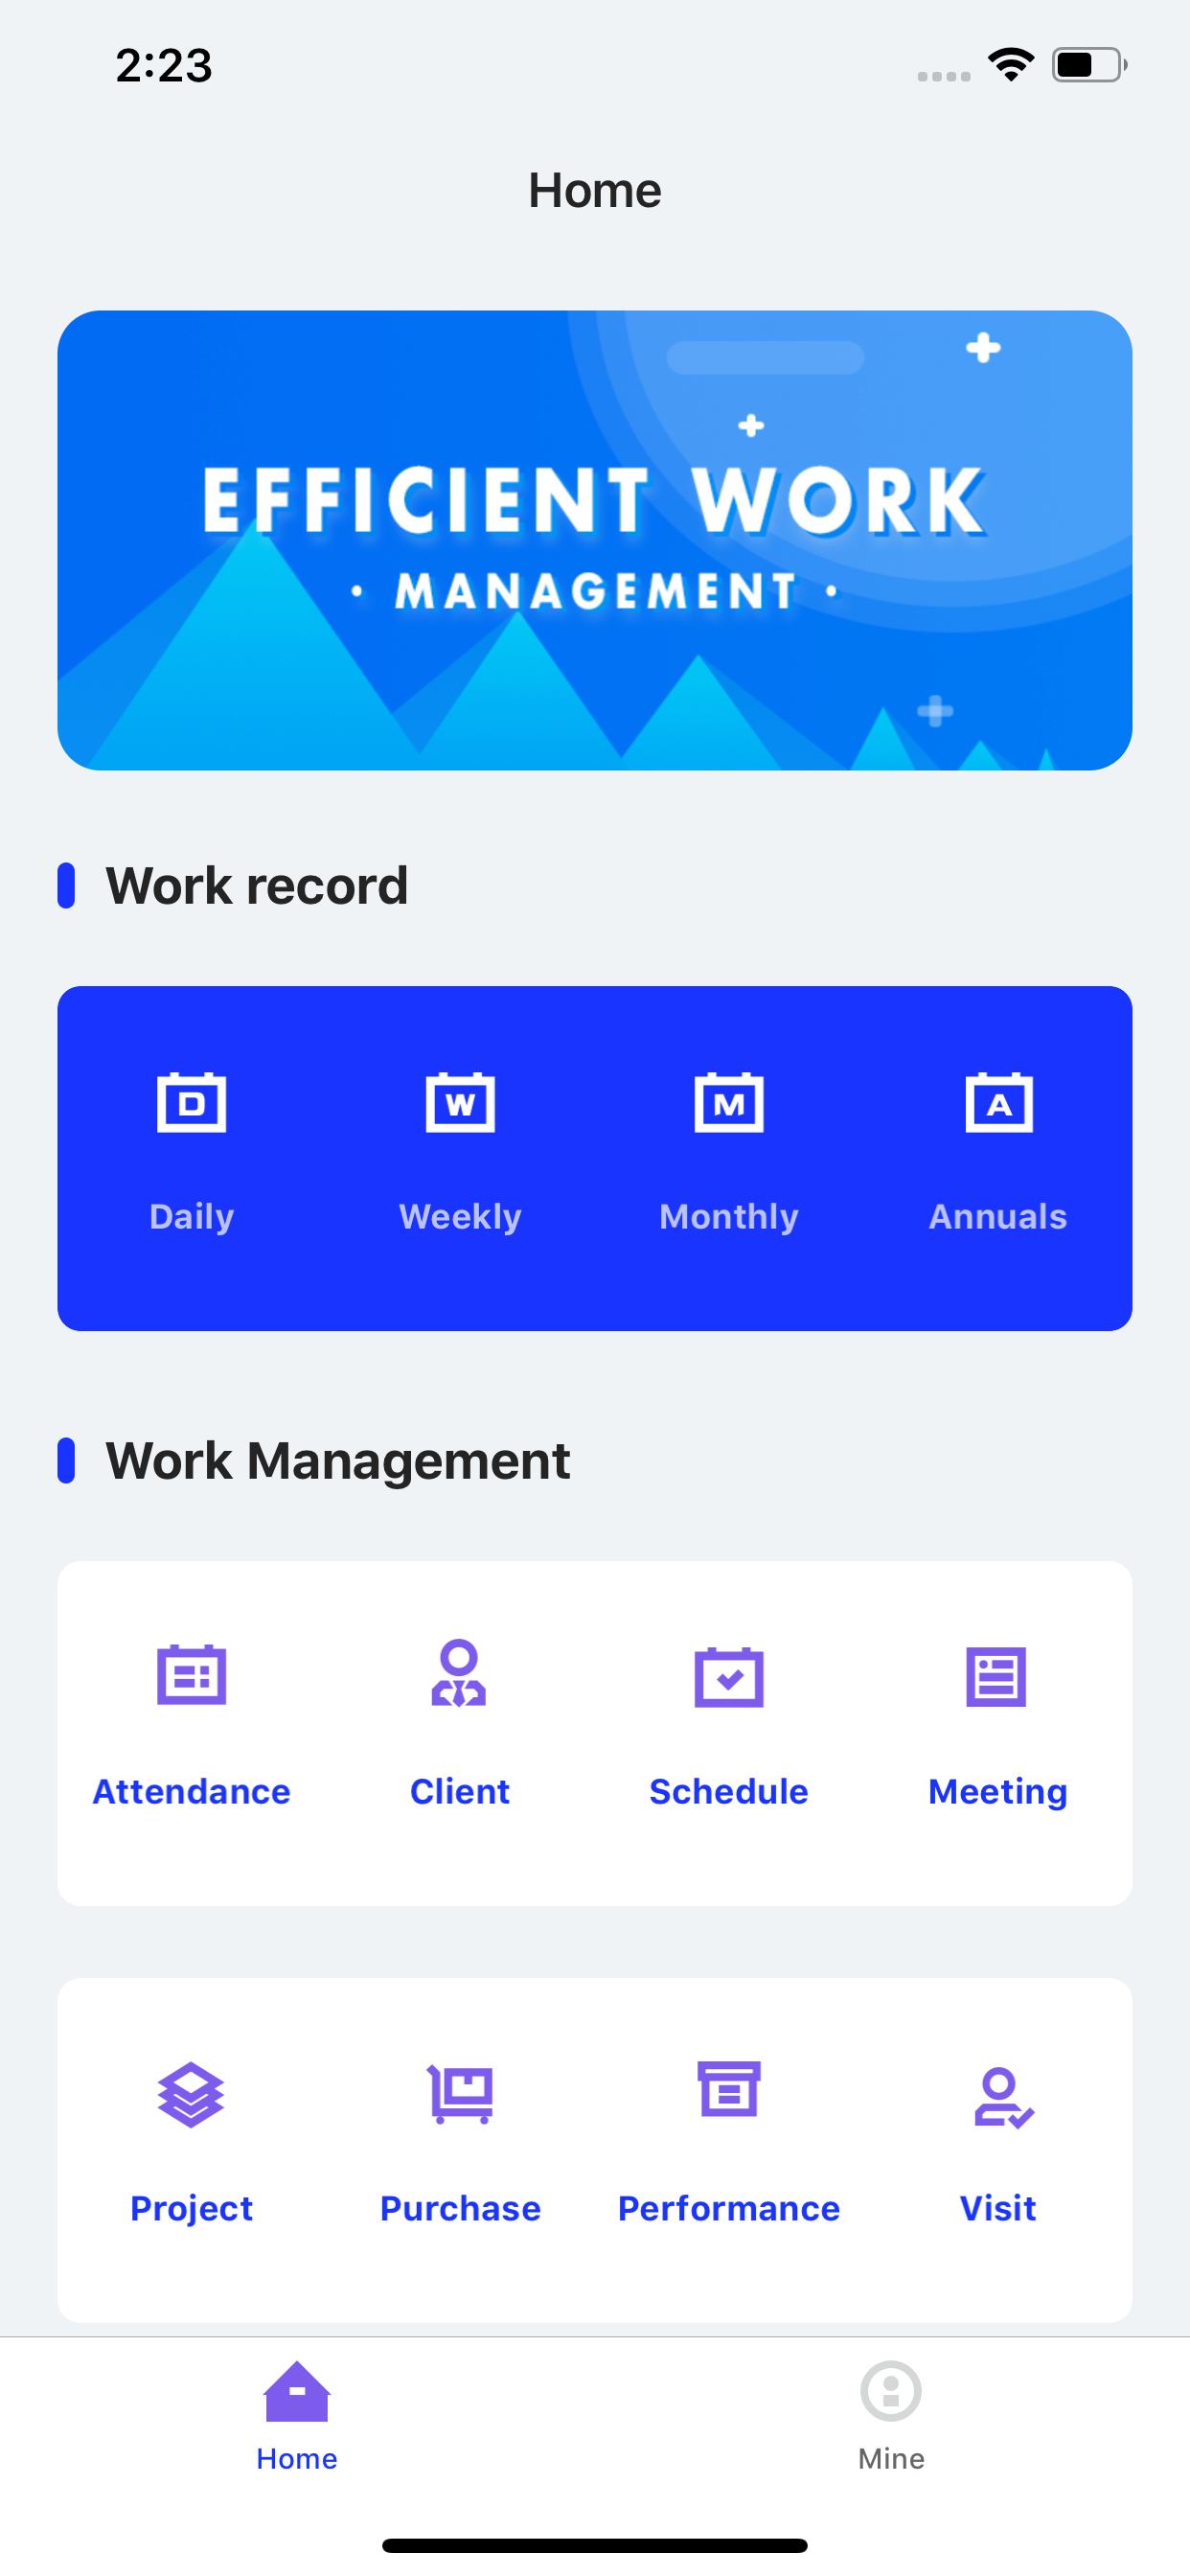 2:23
Home
EFFICIENT WORK
· MANAGEMENT ·
Work record
D W M A
Daily Weekly Monthly Annuals
Work Management
Attendance Client Schedule Meeting
Project Purchase Performance Visit
Home Mine